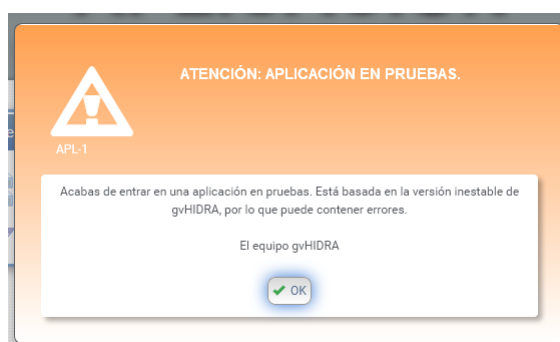 ATENCIÓN: APLICACIÓN EN PRUEBAS.
APL-1
Acabas de entrar en una aplicación en pruebas. Está basada en la versión inestable de
gvHIDRA, por lo que puede contener errores.
El equipo gvHIDRA
OK